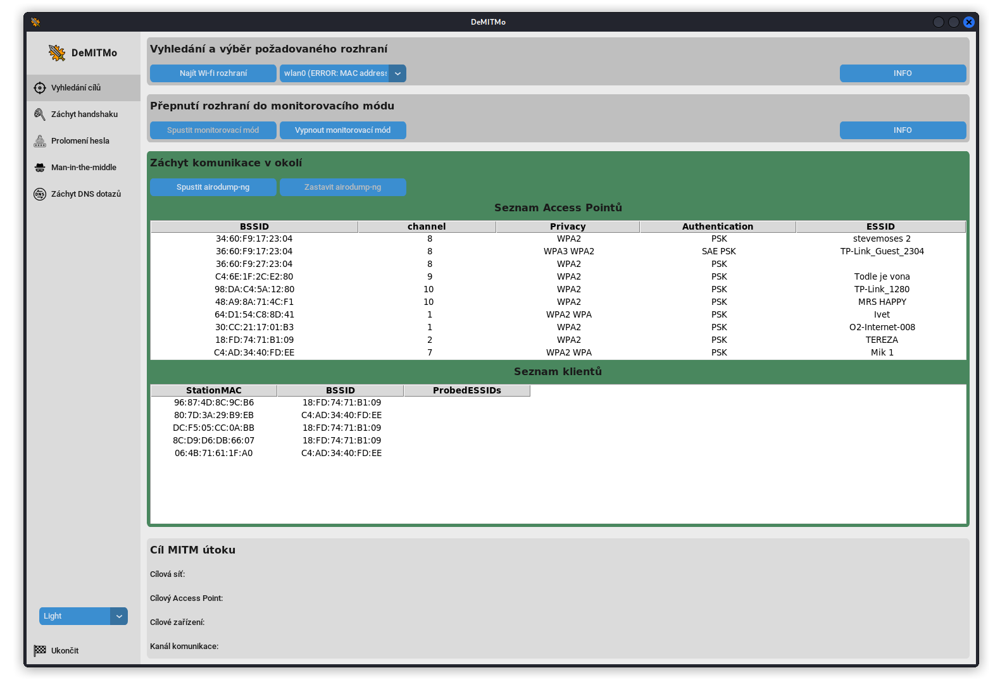 DeMITMo
DeMITMo
Vyhledání cílů
Záchyt handshaku
Prolomení hesla
Man-in-the-middle
DNS
Záchyt DNS dotazů
Light
Ukončit
Vyhledání a výběr požadovaného rozhraní
Najít Wi-fi rozhraní wlan0 (ERROR: MAC address INFO
Přepnutí rozhraní do monitorovacího módu
Spustit monitorovací mód Vypnout monitorovací mód INFO
Záchyt komunikace v okolí
Spustit airodump-ng Zastavit airodump-ng
Seznam Access Pointů
BSSID channel Privacy Authentication ESSID
34:60:F9:17:23:04 8 WPA2 PSK stevemoses 2
36:60:F9:17:23:04 8 WPA3 WPA2 SAE PSK TP-Link_Guest_2304
36:60:F9:27:23:04 8 WPA2 PSK
C4:6E:1F:2C:E2:80 9 WPA2 PSK Todle je vona
98:DA:C4:5A:12:80 10 WPA2 PSK TP-Link_1280
48:A9:8A:71:4C:F1 10 WPA2 PSK MRS HAPPY
64:D1:54:C8:8D:41 1 WPA2 WPA PSK Ivet
30:CC:21:17:01:B3 1 WPA2 PSK O2-Internet-008
18:FD:74:71:B1:09 2 WPA2 PSK TEREZA
C4:AD:34:40:FD:EE 7 WPA2 WPA PSK Mik 1
Seznam klientů
StationMAC BSSID ProbedESSIDs
96:87:4D:8C:9C:B6 18:FD:74:71:B1:09
80:7D:3A:29:B9:EB C4:AD:34:40:FD:EE
DC:F5:05:CC:0A:BB 18:FD:74:71:B1:09
8C:D9:D6:DB:66:07 18:FD:74:71:B1:09
06:4B:71:61:1F:A0 C4:AD:34:40:FD:EE
Cíl MITM útoku
Cílová síť:
Cílový Access Point:
Cílové zařízení:
Kanál komunikace: